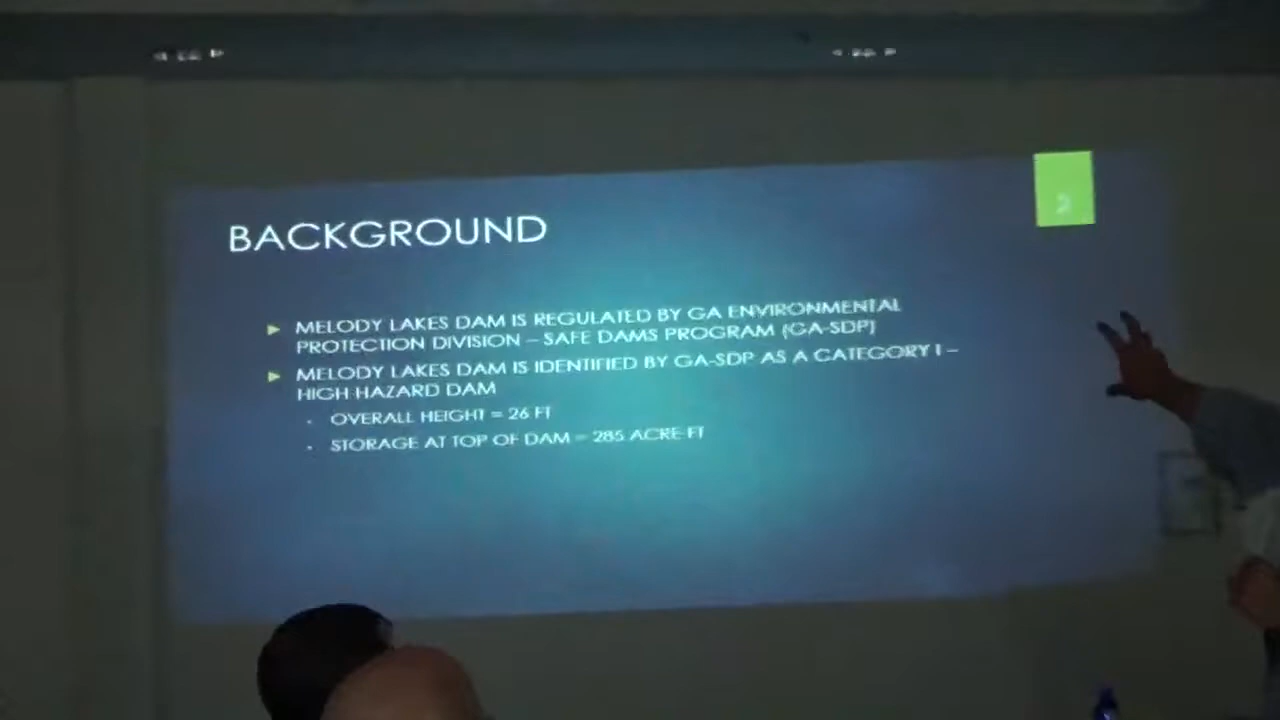 2
BACKGROUND
MELODY LAKES DAM IS REGULATED BY GA ENVIRONMENTAL
PROTECTION DIVISION – SAFE DAMS PROGRAM (GA-SDP)
MELODY LAKES DAM IS IDENTIFIED BY GA-SDP AS A CATEGORY I –
HIGH HAZARD DAM
OVERALL HEIGHT = 26 FT
STORAGE AT TOP OF DAM = 285 ACRE-FT